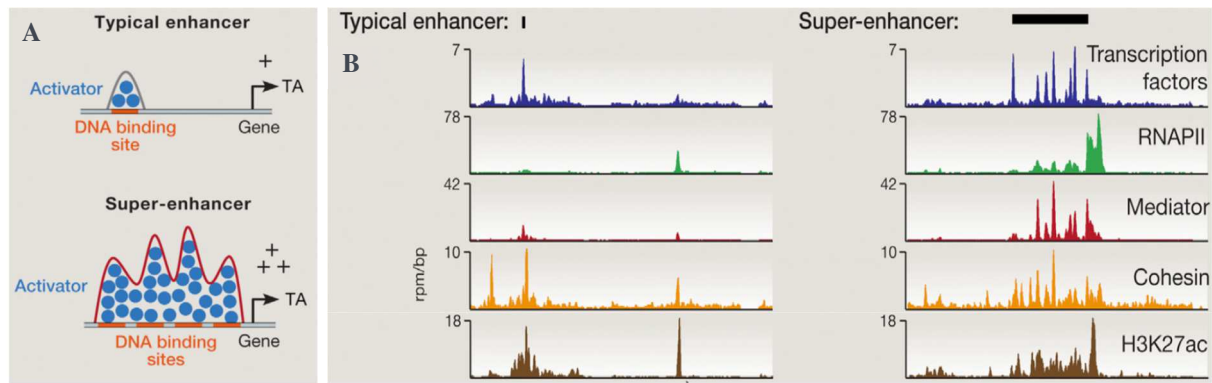 A
Typical enhancer
+
Activator
TA
DNA binding
site
Gene
Super-enhancer
+
+ +
Activator
TA
DNA binding
sites
Gene
B
Typical enhancer:
Super-enhancer:
7
7
Transcription
factors
78
78
RNAPII
42
42
Mediator
10
10
Cohesin
rpm/bp
18
18
H3K27ac